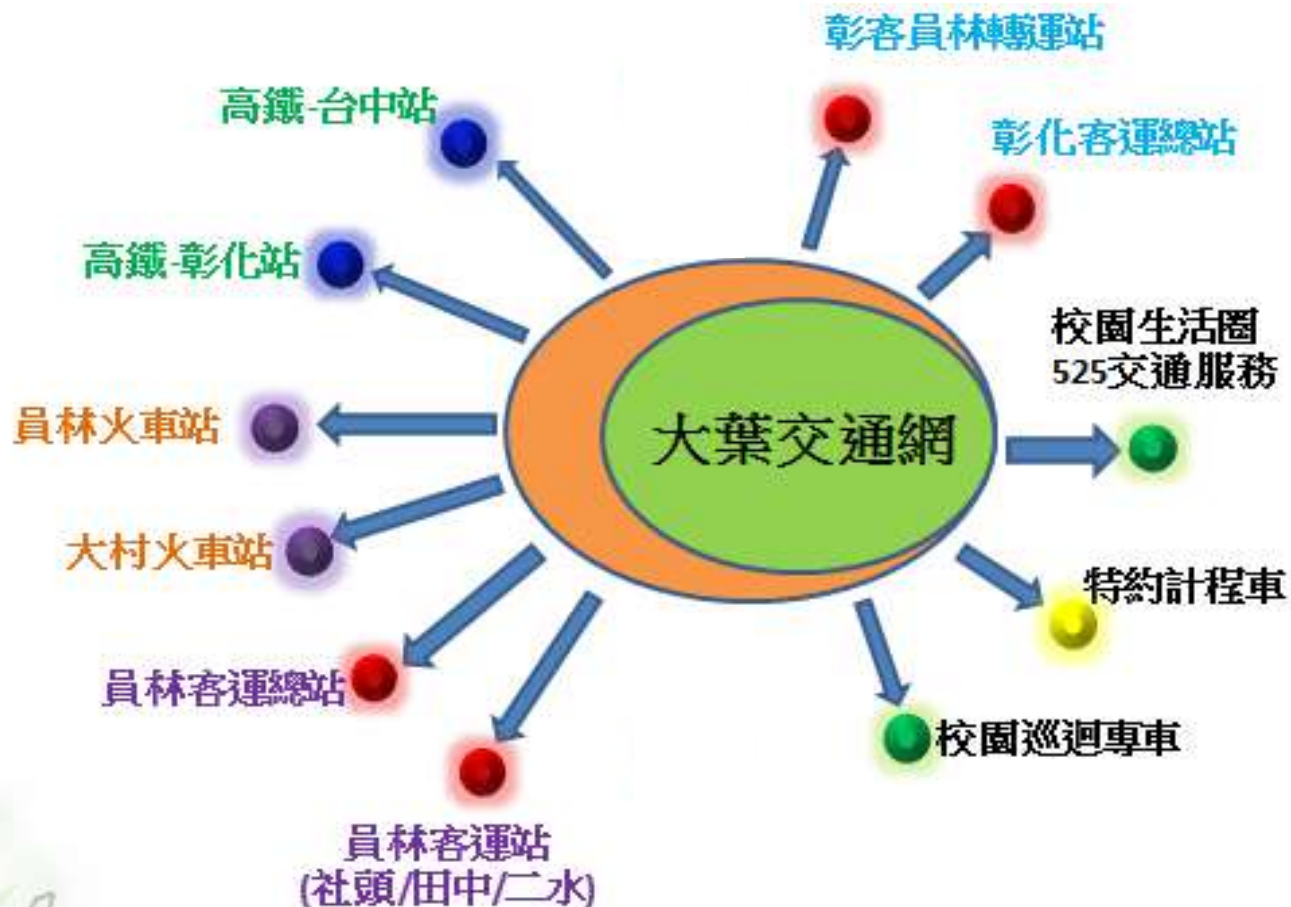 彰客員林轉運站
高鐵-台中站
彰化客運總站
高鐵-彰化站
校園生活圈
525交通服務
員林火車站
大葉交通網
大村火車站
特約計程車
員林客運總站
校園巡迴專車
員林客運站
(社頭/田中/二水)